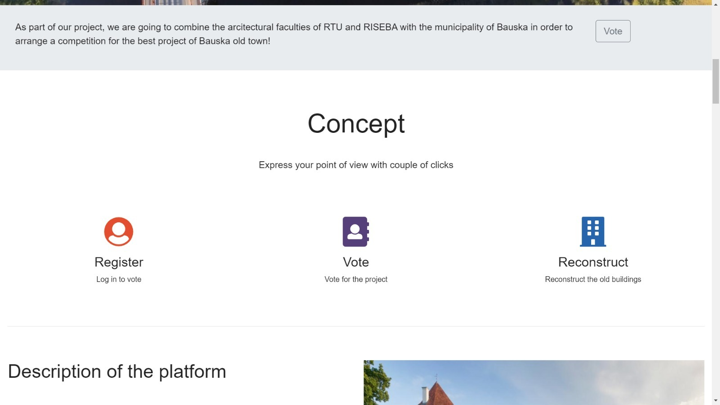 As part of our project, we are going to combine the arcitectural faculties of RTU and RISEBA with the municipality of Bauska in order to
arrange a competition for the best project of Bauska old town!
Vote
Concept
Express your point of view with couple of clicks
Register
Log in to vote
Vote
Vote for the project
Reconstruct
Reconstruct the old buildings
Description of the platform